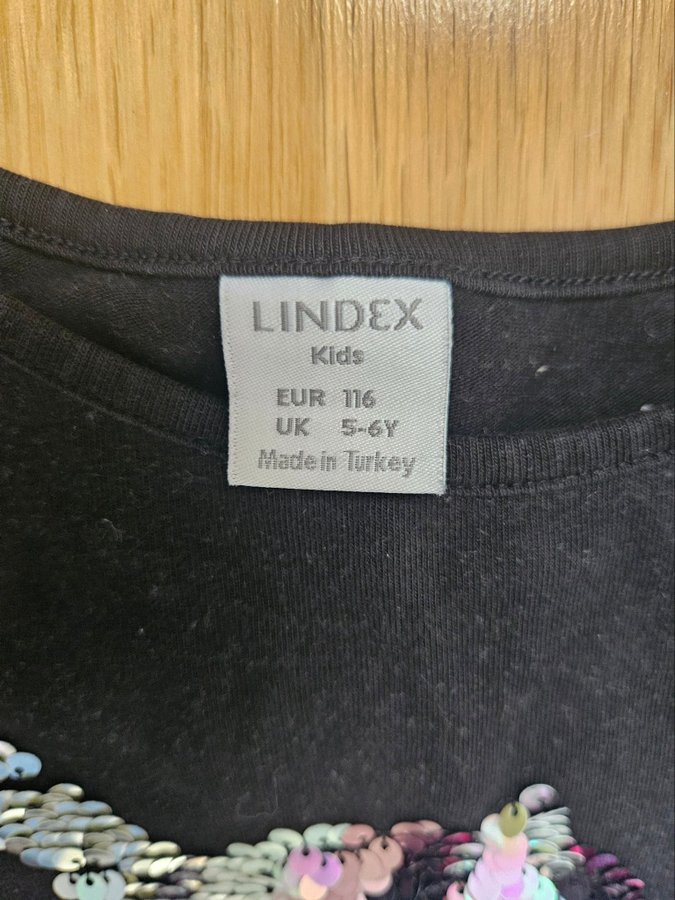 LINDEX
Kids
EUR 116
UK 5-6Y
Made in Turkey